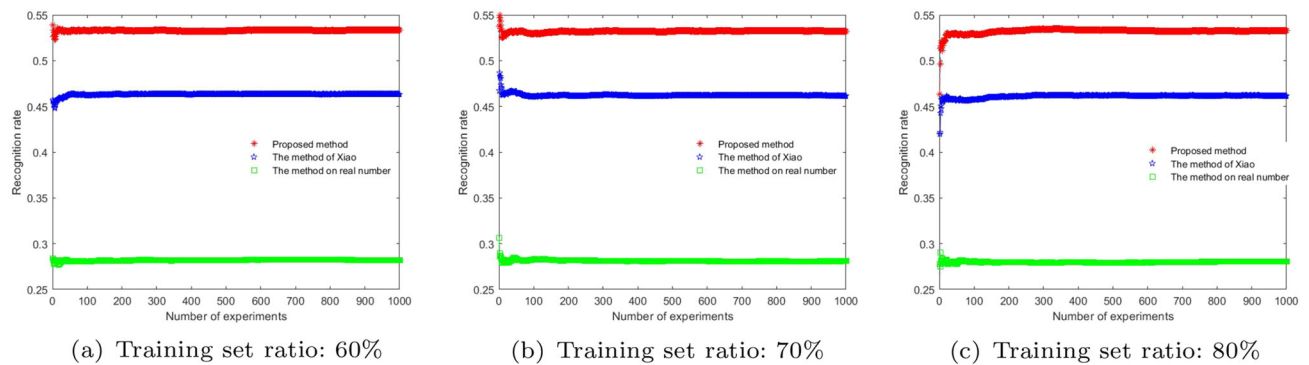 0.55
0.5
0.45
0.4
0.35
0.3
0.25
Recognition rate
Proposed method
The method of Xiao
The method on real number
0 100 200 300 400 500 600 700 800 900 1000
Number of experiments
(a) Training set ratio: 60%
0.55
0.5
0.45
0.4
0.35
0.3
0.25
Recognition rate
Proposed method
The method of Xiao
The method on real number
0 100 200 300 400 500 600 700 800 900 1000
Number of experiments
(b) Training set ratio: 70%
0.55
0.5
0.45
0.4
0.35
0.3
0.25
Recognition rate
Proposed method
The method of Xiao
The method on real number
0 100 200 300 400 500 600 700 800 900 1000
Number of experiments
(c) Training set ratio: 80%